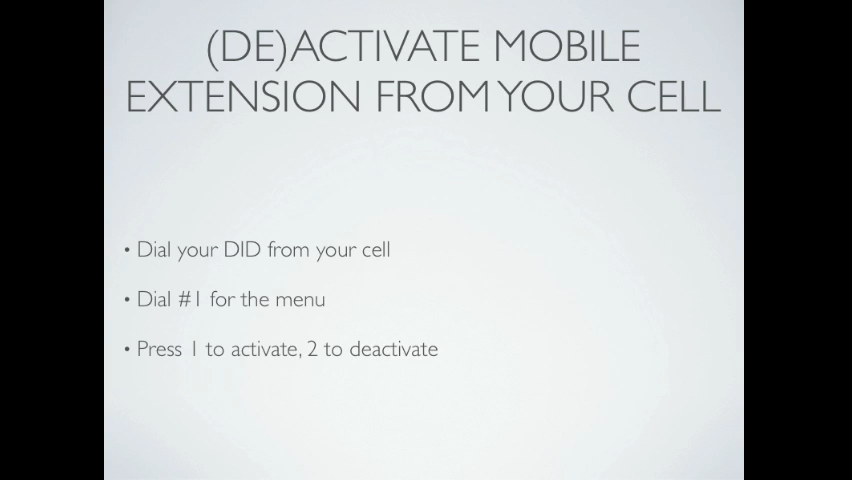 (DE)ACTIVATE MOBILE
EXTENSION FROM YOUR CELL
• Dial your DID from your cell
• Dial #1 for the menu
• Press 1 to activate, 2 to deactivate